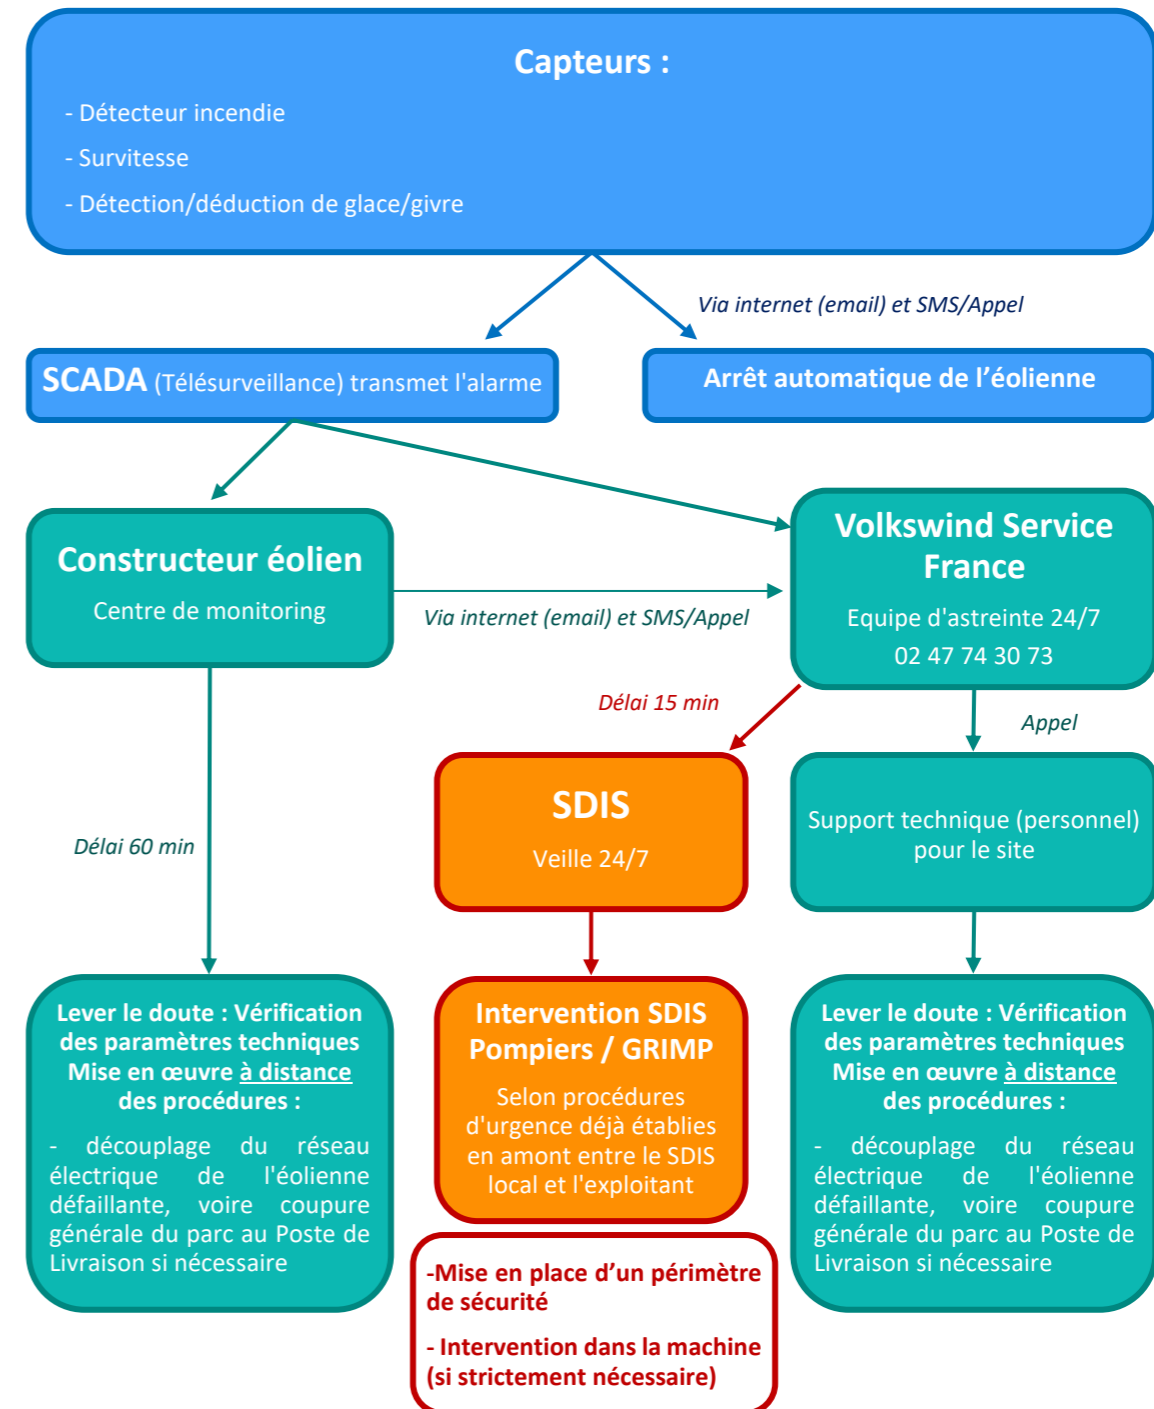 Capteurs :
- Détecteur incendie
- Survitesse
- Détection/déduction de glace/givre
Via internet (email) et SMS/Appel
SCADA (Télésurveillance) transmet l'alarme
Arrêt automatique de l’éolienne
Constructeur éolien
Centre de monitoring
Via internet (email) et SMS/Appel
Volkswind Service
France
Equipe d'astreinte 24/7
02 47 74 30 73
Délai 15 min
Appel
SDIS
Veille 24/7
Support technique (personnel)
pour le site
Délai 60 min
Lever le doute : Vérification
des paramètres techniques
Mise en œuvre à distance
des procédures :
- découplage du réseau
électrique de l'éolienne
défaillante, voire coupure
générale du parc au Poste de
Livraison si nécessaire
Intervention SDIS
Pompiers / GRIMP
Selon procédures
d'urgence déjà établies
en amont entre le SDIS
local et l'exploitant
-Mise en place d’un périmètre
de sécurité
- Intervention dans la machine
(si strictement nécessaire)
Lever le doute : Vérification
des paramètres techniques
Mise en œuvre à distance
des procédures :
- découplage du réseau
électrique de l'éolienne
défaillante, voire coupure
générale du parc au Poste de
Livraison si nécessaire